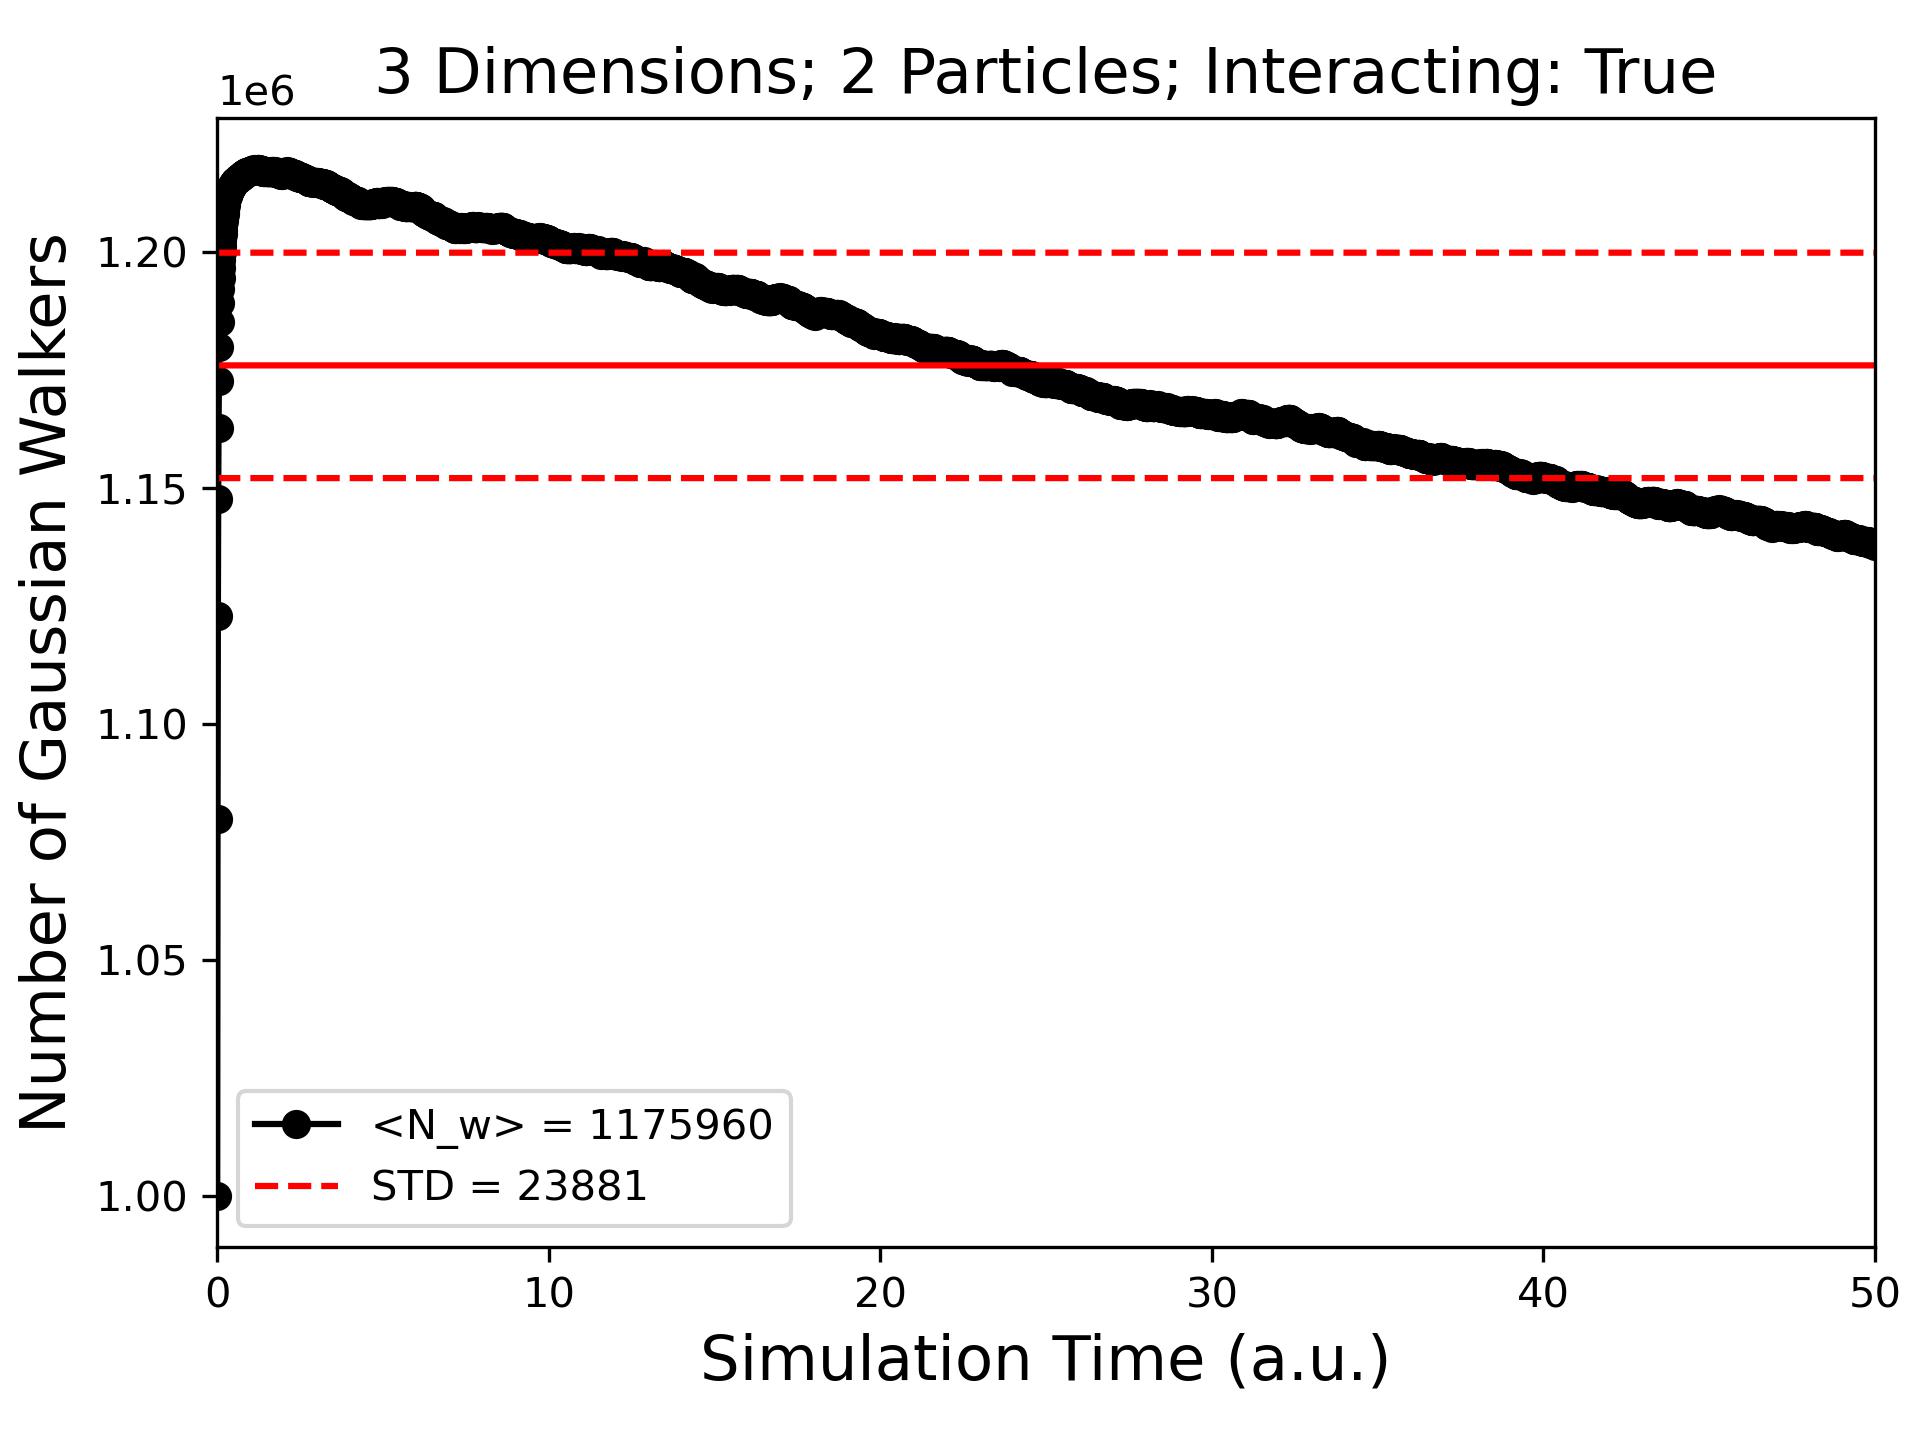 3 Dimensions; 2 Particles; Interacting: True
1e6
Number of Gaussian Walkers
1.20
1.15
1.10
1.05
1.00
<N_w> = 1175960
STD = 23881
0 10 20 30 40 50
Simulation Time (a.u.)